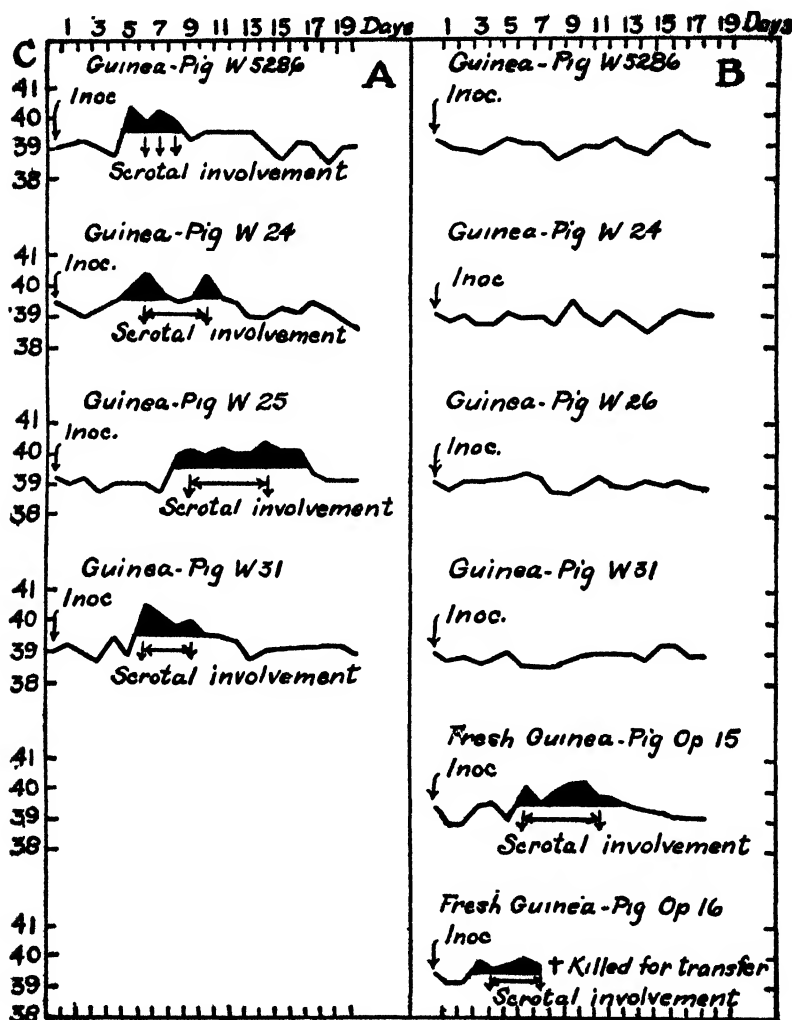 1 3 5 7 9 11 13 15 17 19 Days
C
A
Guinea-Pig W 5286
41
40
39
38
Inoc
Scrotal involvement
Guinea-Pig W 24
41
40
39
38
Inoc.
Scrotal involvement
Guinea-Pig W 25
41
40
39
38
Inoc.
Scrotal involvement
Guinea-Pig W 31
41
40
39
38
Inoc
Scrotal involvement
41
40
39
38
41
40
39
38
1 3 5 7 9 11 13 15 17 19 Days
B
Guinea-Pig W 5286
Inoc.
Guinea-Pig W 24
Inoc
Guinea-Pig W 26
Inoc.
Guinea-Pig W 31
Inoc.
Fresh Guinea-Pig Op 15
Inoc
Scrotal involvement
Fresh Guinea-Pig Op 16
Inoc
† Killed for transfer
Scrotal involvement